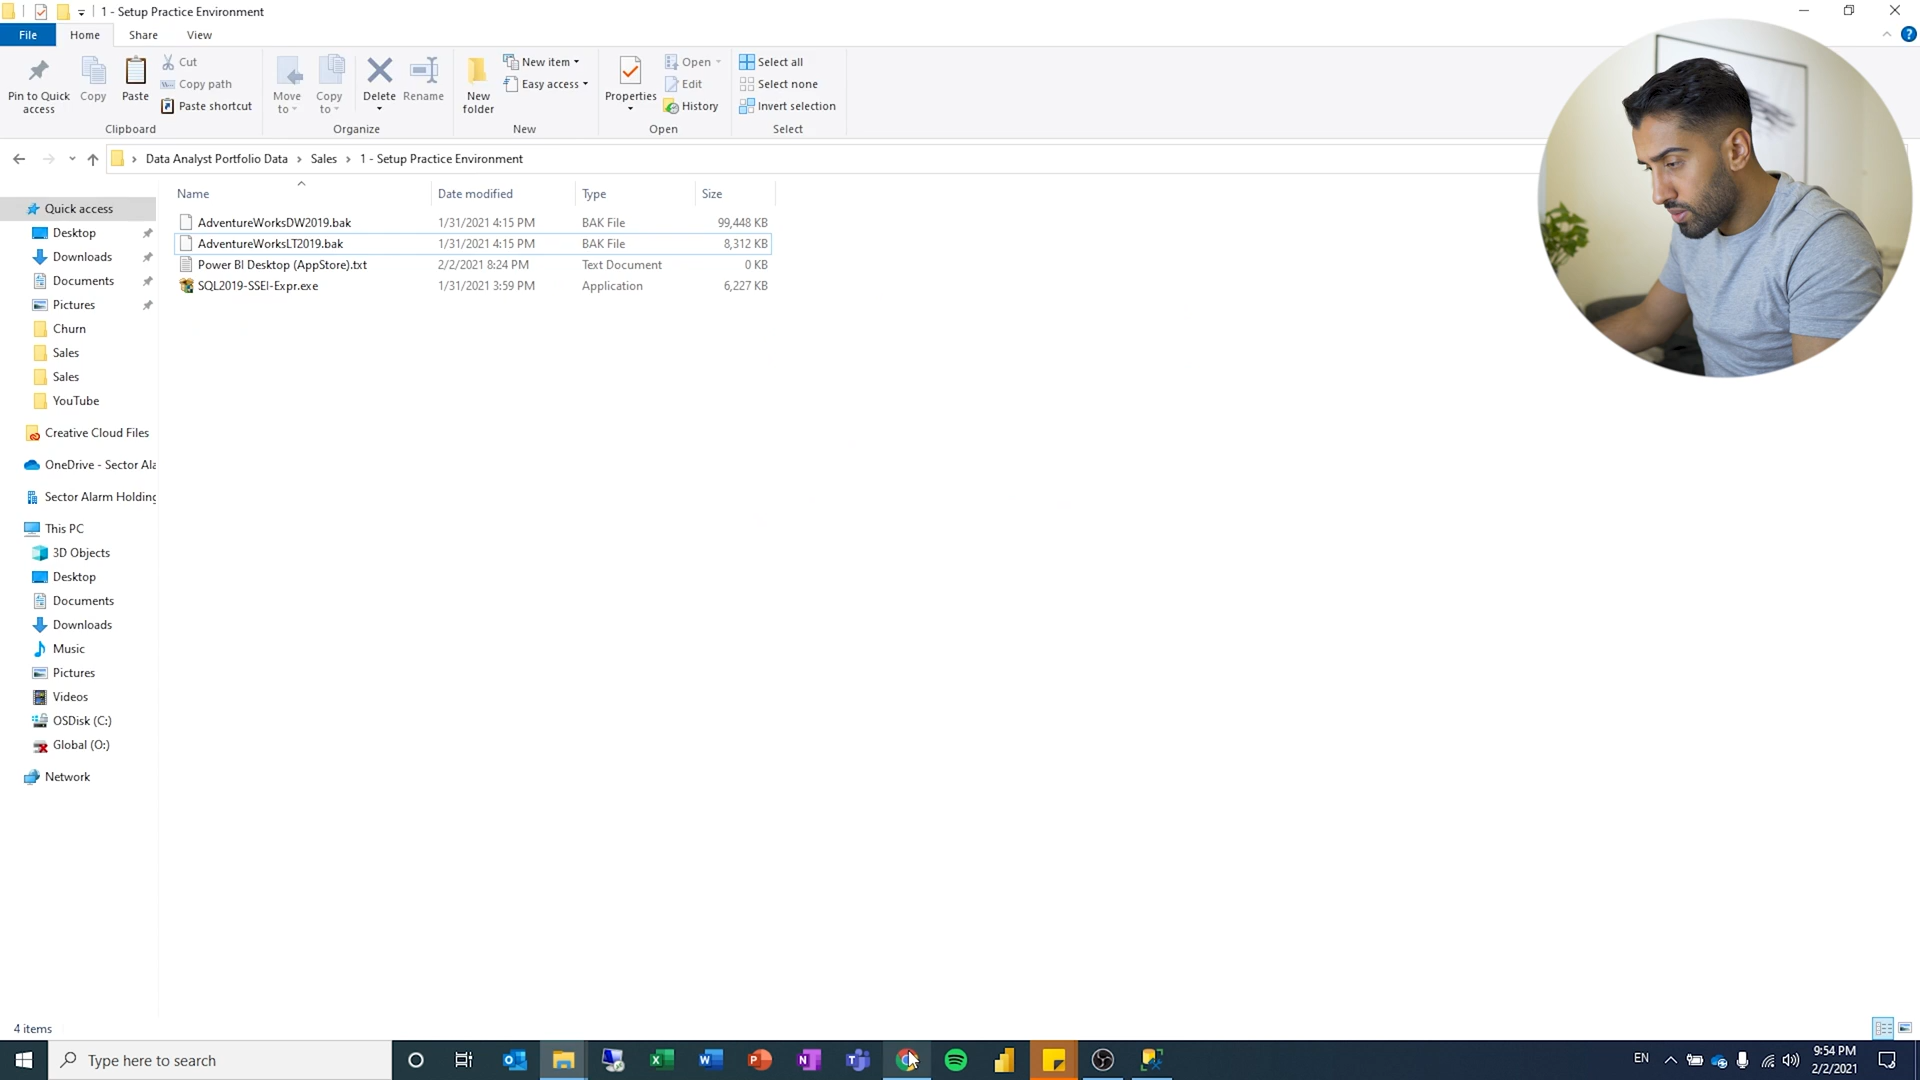 1 - Setup Practice Environment
File Home Share View
Pin to Quick access
Copy
Paste
Cut
Copy path
Paste shortcut
Clipboard
Move to
Copy to
Delete
Rename
Organize
New folder
New item
Easy access
New
Properties
Open
Edit
History
Open
Select all
Select none
Invert selection
Select
Data Analyst Portfolio Data Sales 1 - Setup Practice Environment
Name Date modified Type Size
AdventureWorksDW2019.bak 1/31/2021 4:15 PM BAK File 99,448 KB
AdventureWorksLT2019.bak 1/31/2021 4:15 PM BAK File 8,312 KB
Power BI Desktop (AppStore).txt 2/2/2021 8:24 PM Text Document 0 KB
SQL2019-SSEI-Expr.exe 1/31/2021 3:59 PM Application 6,227 KB
Quick access
Desktop
Downloads
Documents
Pictures
Churn
Sales
Sales
YouTube
Creative Cloud Files
OneDrive - Sector Ala
Sector Alarm Holding
This PC
3D Objects
Desktop
Documents
Downloads
Music
Pictures
Videos
OSDisk (C:)
Global (O:)
Network
4 items
Type here to search
EN
9:54 PM
2/2/2021